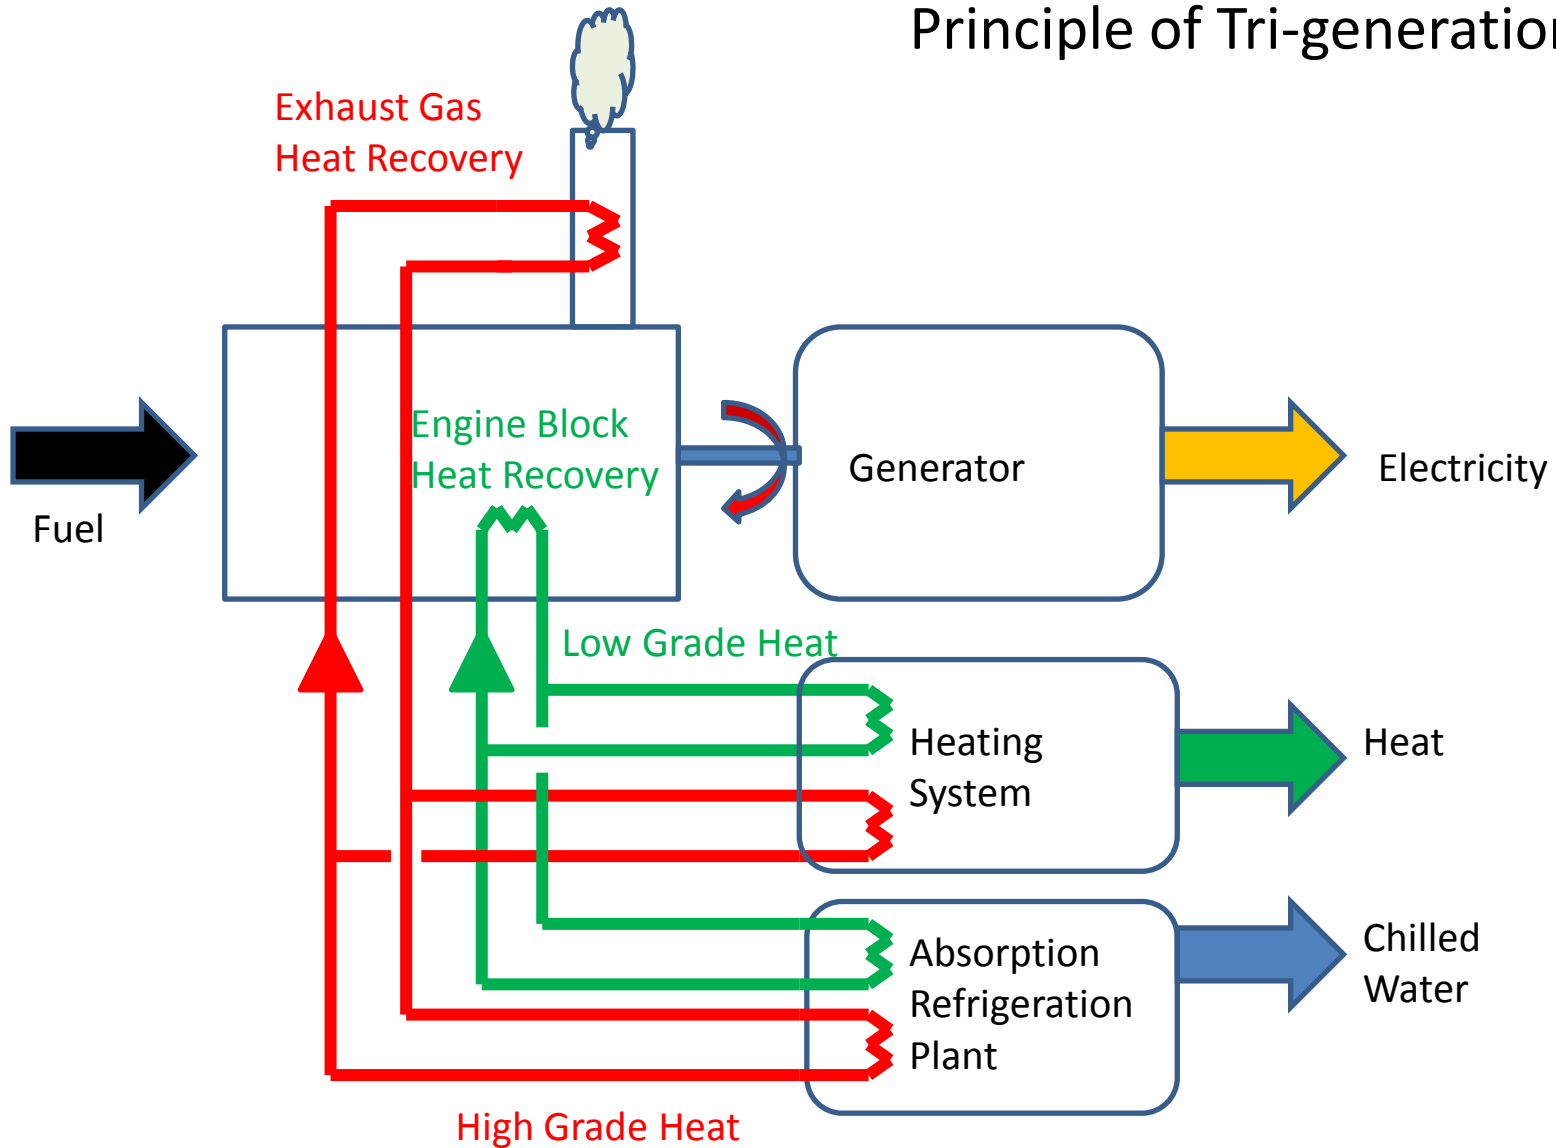 Principle of Tri-generation
Exhaust Gas
Heat Recovery
Engine Block
Heat Recovery
Generator
Electricity
Fuel
Low Grade Heat
Heating
System
Heat
Absorption
Refrigeration
Plant
Chilled
Water
High Grade Heat